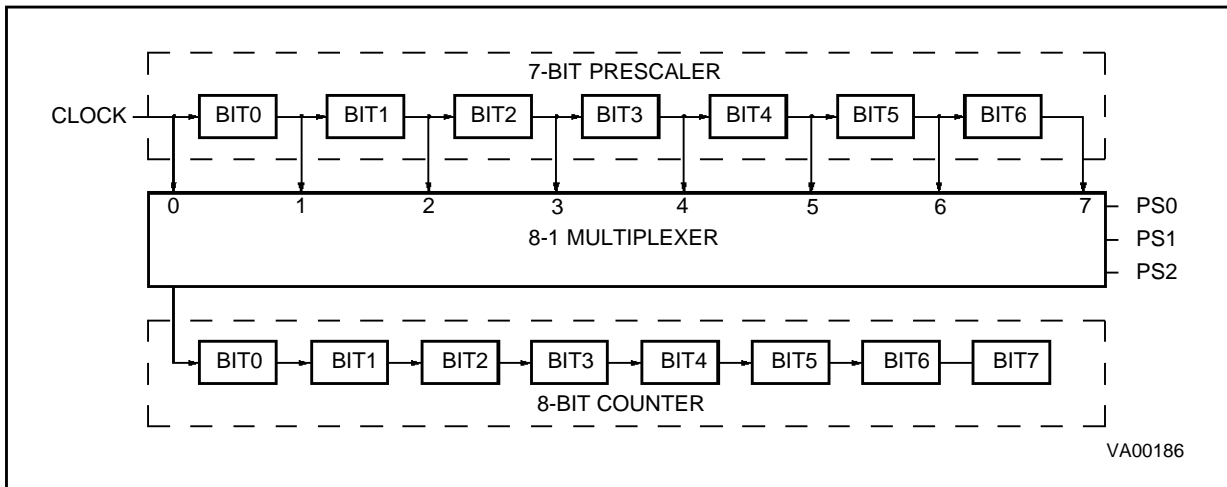 7-BIT PRESCALER
CLOCK BIT0 BIT1 BIT2 BIT3 BIT4 BIT5 BIT6
0 1 2 3 4 5 6 7 PS0
8-1 MULTIPLEXER PS1
PS2
BIT0 BIT1 BIT2 BIT3 BIT4 BIT5 BIT6 BIT7
8-BIT COUNTER
VA00186